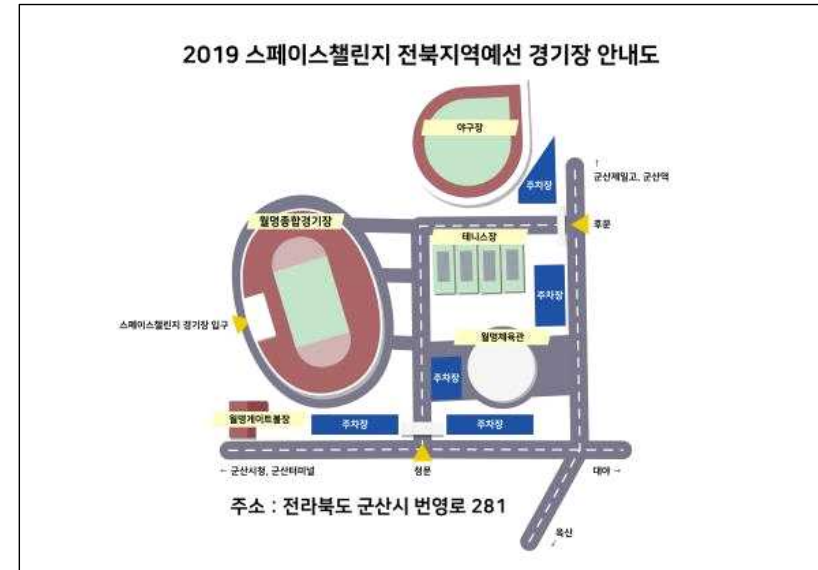 2019 스페이스챌린지 전북지역예선 경기장 안내도
야구장
주차장
↑
군산제일고, 군산역
월명종합경기장
후문
테니스장
주차장
스페이스챌린지 경기장 입구
월명체육관
주차장
월명게이트볼장
주차장
주차장
← 군산시청, 군산터미널
정문
대야 →
주소 : 전라북도 군산시 번영로 281
옥산
↙